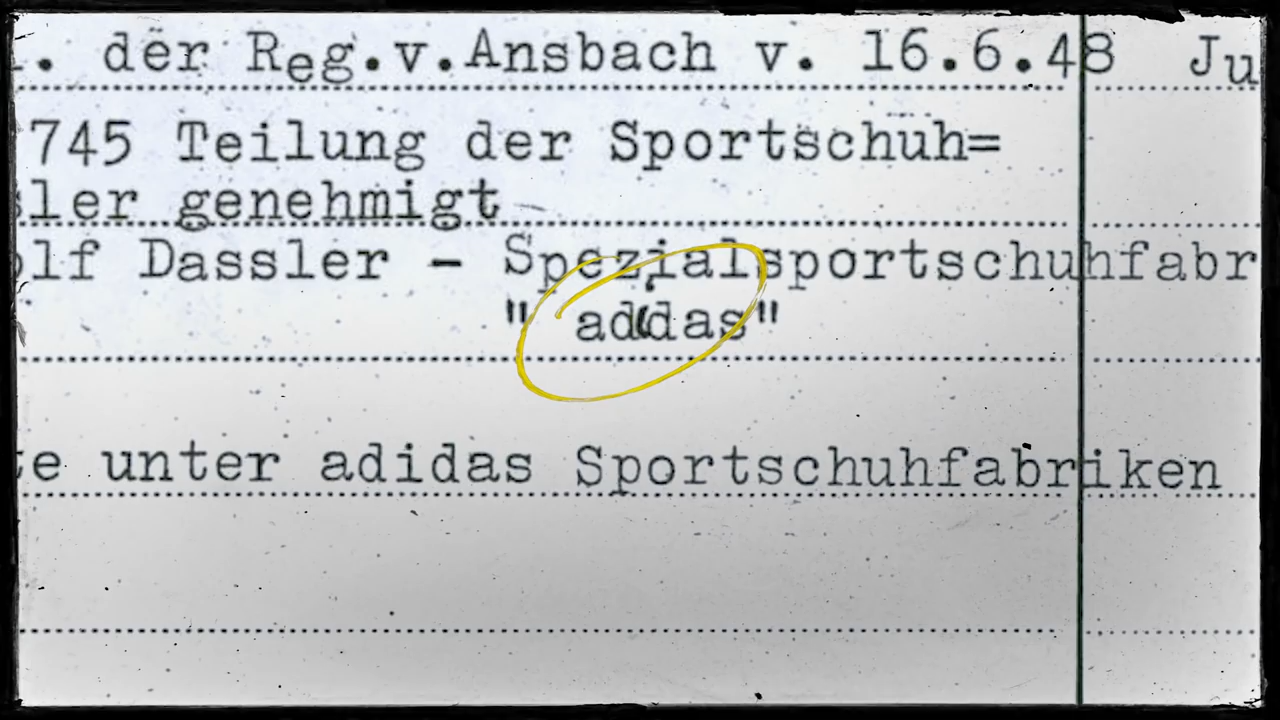 . der Reg.v.Ansbach v. 16.6.48 Ju
745 Teilung der Sportschuh=
ler genehmigt
olf Dassler - Spezialsportschuhfabr
" addas"
e unter adidas Sportschuhfabriken